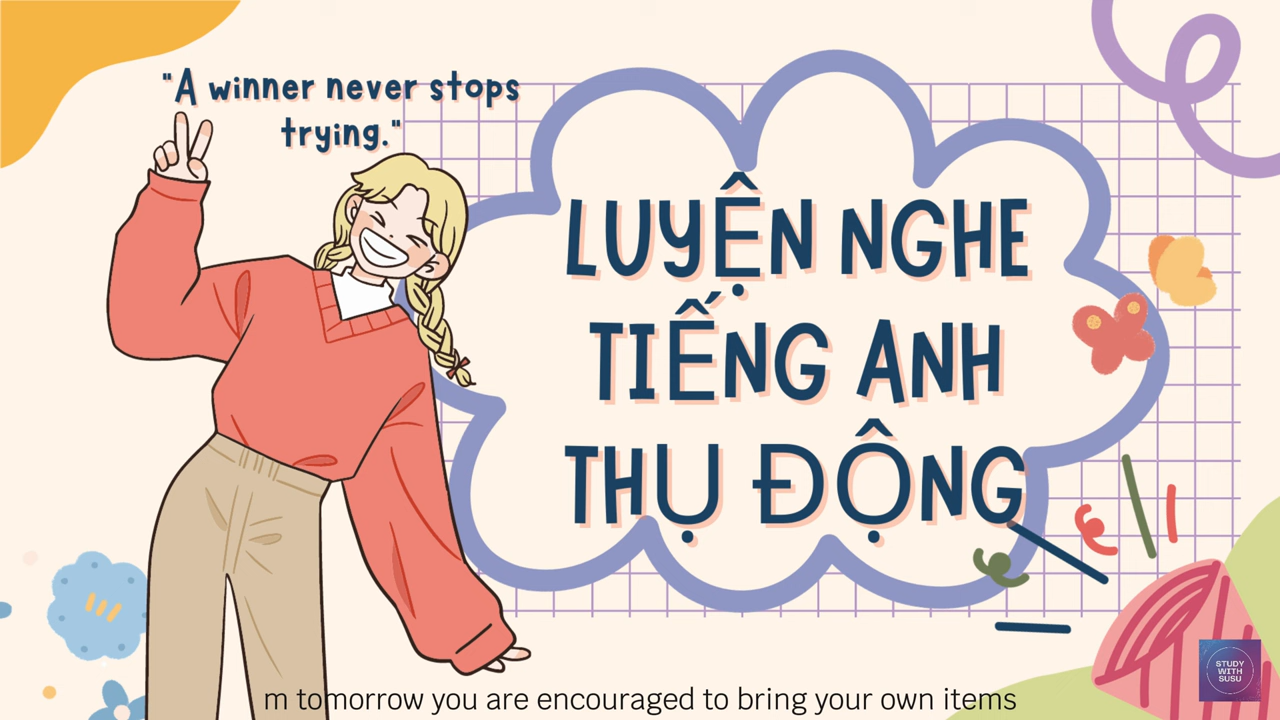 "A winner never stops
trying."
LUYỆN NGHE
TIẾNG ANH
THỤ ĐỘNG
STUDY
WITH
SUSU
m tomorrow you are encouraged to bring your own items